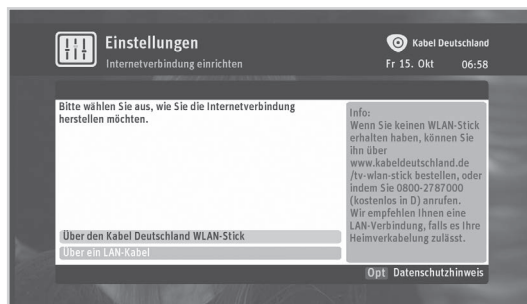 Einstellungen
Internetverbindung einrichten
Kabel Deutschland
Fr 15. Okt 06:58
Bitte wählen Sie aus, wie Sie die Internetverbindung
herstellen möchten.
Über den Kabel Deutschland WLAN-Stick
Über ein LAN-Kabel
Info:
Wenn Sie keinen WLAN-Stick
erhalten haben, können Sie
ihn über
www.kabeldeutschland.de
/tv-wlan-stick bestellen, oder
indem Sie 0800-2787000
(kostenlos in D) anrufen.
Wir empfehlen Ihnen eine
LAN-Verbindung, falls es Ihre
Heimverkabelung zulässt.
Opt Datenschutzhinweis